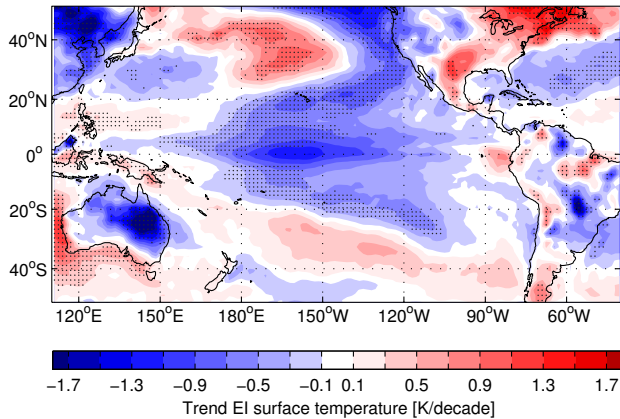 40°N
20°N
0°
20°S
40°S
120°E 150°E 180°W 150°W 120°W 90°W 60°W
−1.7 −1.3 −0.9 −0.5 −0.1 0.1 0.5 0.9 1.3 1.7
Trend EI surface temperature [K/decade]